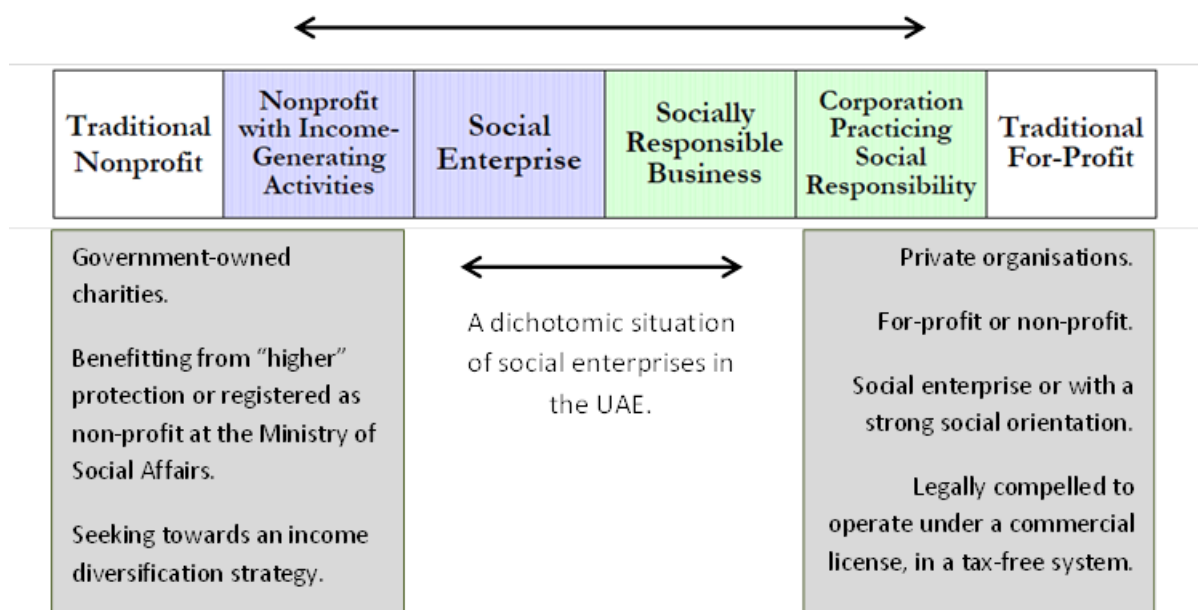 Traditional
Nonprofit
Nonprofit
with Income-
Generating
Activities
Social
Enterprise
Socially
Responsible
Business
Corporation
Practicing
Social
Responsibility
Traditional
For-Profit
Government-owned
charities.
Benefitting from “higher”
protection or registered as
non-profit at the Ministry of
Social Affairs.
Seeking towards an income
diversification strategy.
A dichotomic situation
of social enterprises in
the UAE.
Private organisations.
For-profit or non-profit.
Social enterprise or with a
strong social orientation.
Legally compelled to
operate under a commercial
license, in a tax-free system.